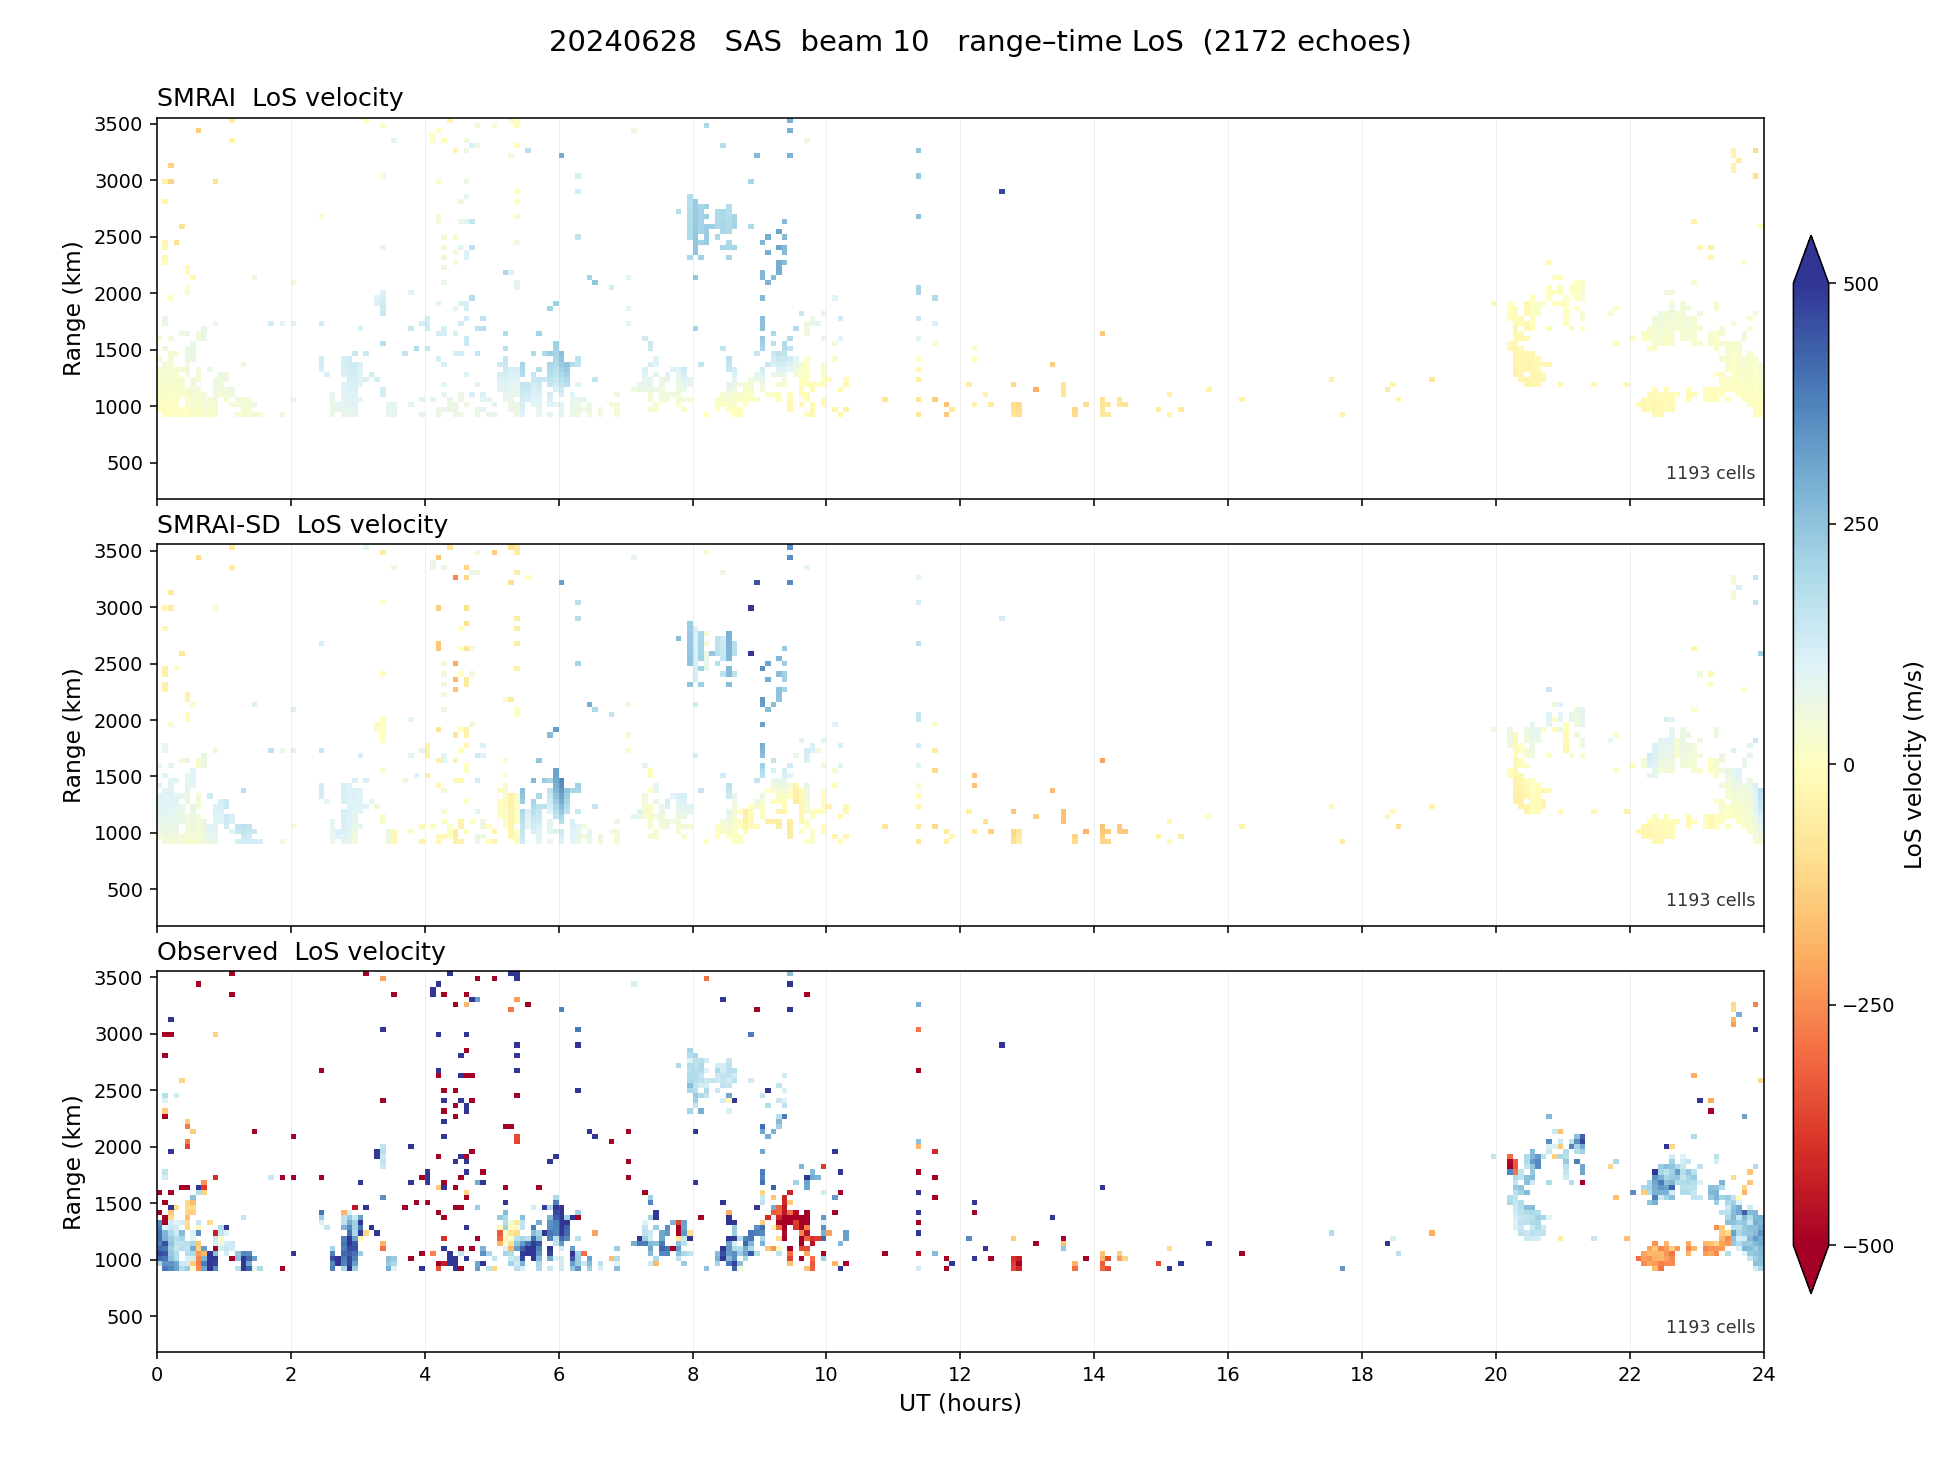 20240628   SAS  beam 10   range–time LoS  (2172 echoes)
SMRAI  LoS velocity
3500
3000
2500
2000
1500
1000
500
Range (km)
1193 cells
SMRAI-SD  LoS velocity
3500
3000
2500
2000
1500
1000
500
Range (km)
1193 cells
Observed  LoS velocity
3500
3000
2500
2000
1500
1000
500
Range (km)
1193 cells
0 2 4 6 8 10 12 14 16 18 20 22 24
UT (hours)
500
250
0
−250
−500
LoS velocity (m/s)